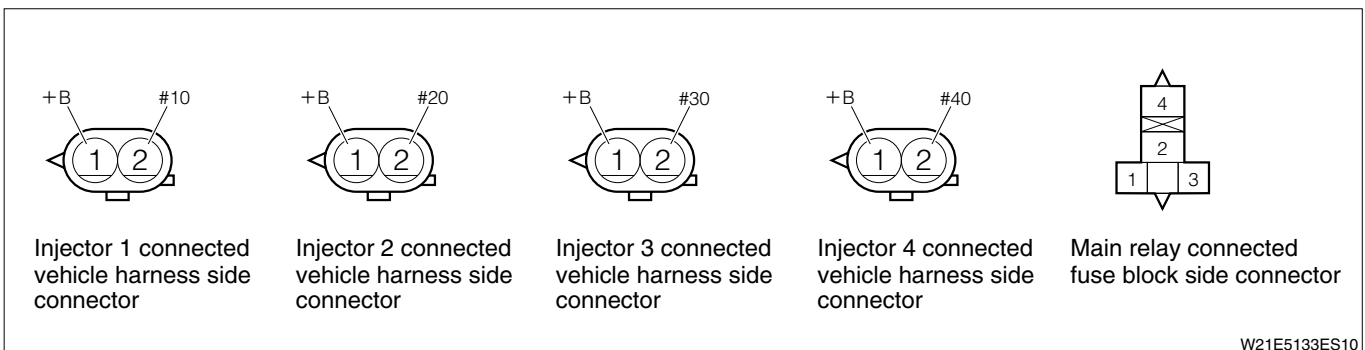 +B #10
1 2
Injector 1 connected
vehicle harness side
connector
+B #20
1 2
Injector 2 connected
vehicle harness side
connector
+B #30
1 2
Injector 3 connected
vehicle harness side
connector
+B #40
1 2
Injector 4 connected
vehicle harness side
connector
4
2
1 3
Main relay connected
fuse block side connector
W21E5133ES10